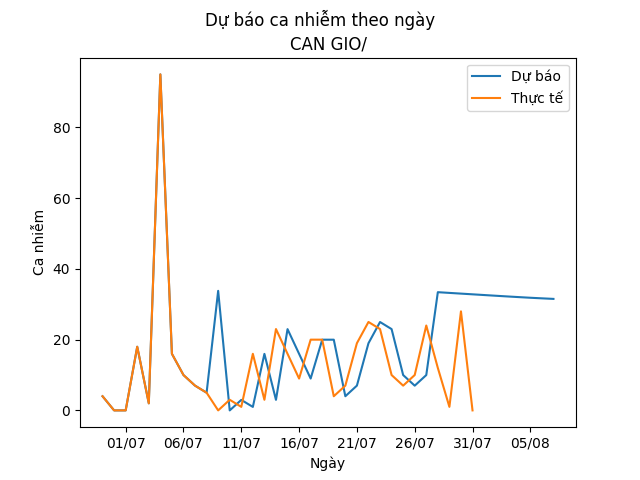 Dự báo ca nhiễm theo ngày
CAN GIO/
Dự báo
Thực tế
Ca nhiễm
80
60
40
20
0
01/07
06/07
11/07
16/07
21/07
26/07
31/07
05/08
Ngày